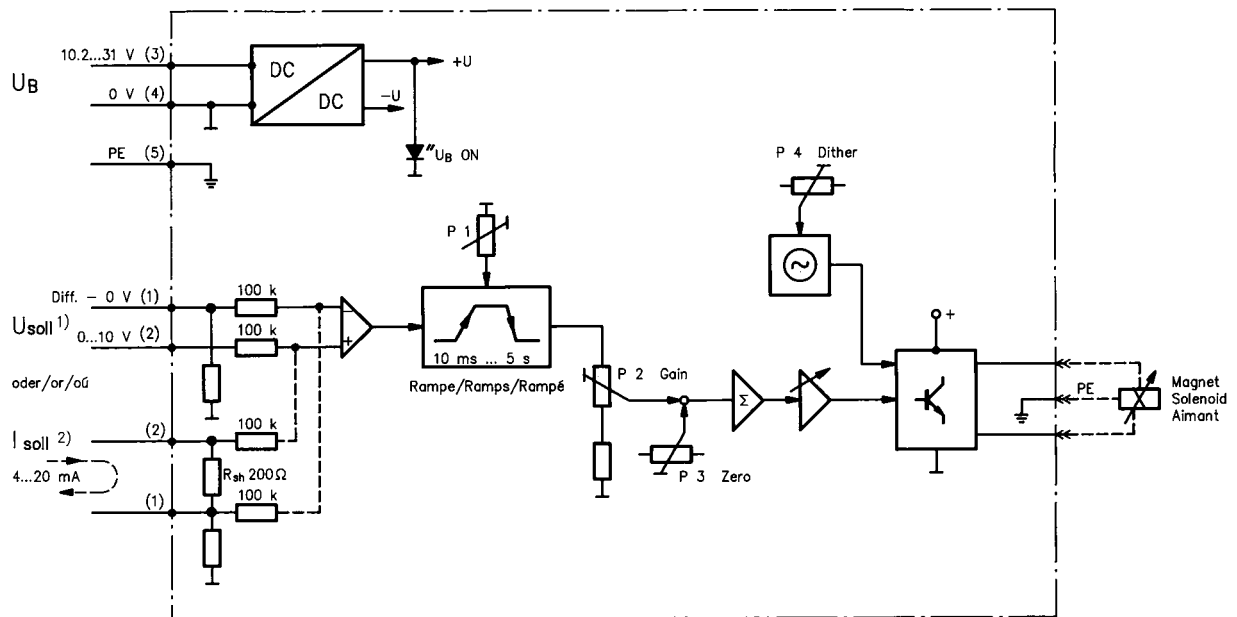 10.2...31 V (3)
U_B
0 V (4)
PE (5)
DC
DC
+U
–U
U_B ON
P 4 Dither
P 1
Diff. – 0 V (1)
100 k
U_soll 1)
0...10 V (2)
100 k
–
+
10 ms ... 5 s
Rampe/Ramps/Rampé
oder/or/oú
P 2 Gain
Σ
+
PE
Magnet
Solenoid
Aimant
I_soll 2)
(2)
100 k
4...20 mA
R_sh 200Ω
P 3 Zero
(1)
100 k